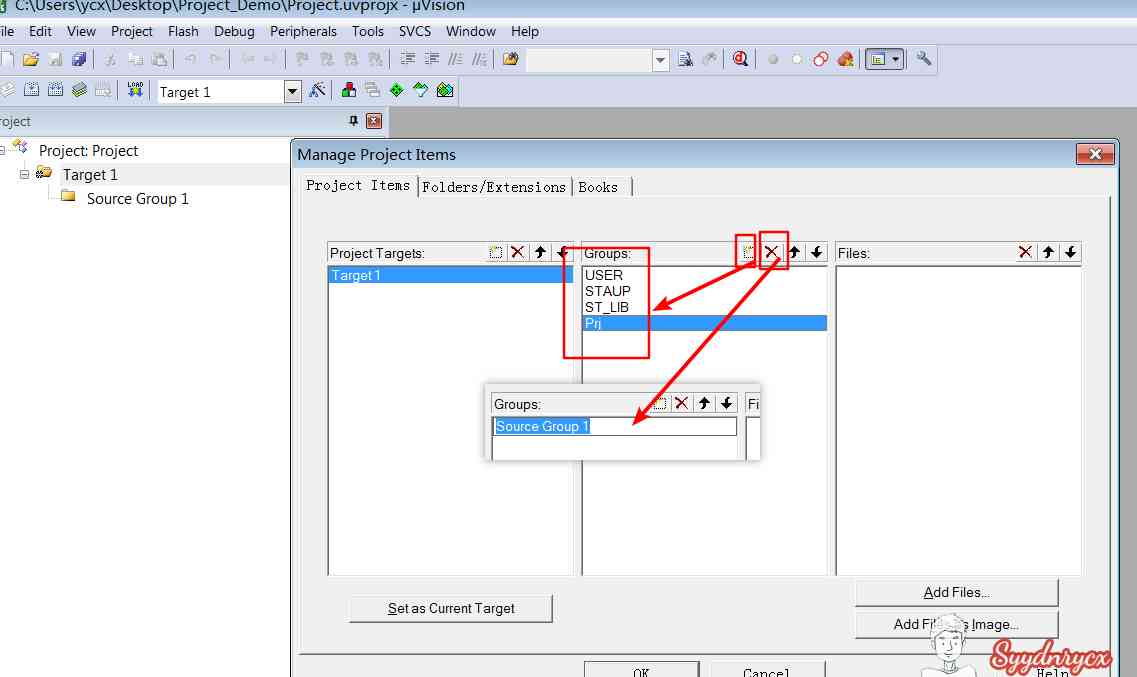 C:\Users\ycx\Desktop\Project_Demo\Project.uvprojx - µVision
ile Edit View Project Flash Debug Peripherals Tools SVCS Window Help
LOAD
Target 1
roject
Project: Project
Target 1
Source Group 1
Manage Project Items
Project Items Folders/Extensions Books
Project Targets: Groups: Files:
Target 1
USER
STAUP
ST_LIB
Prj
Groups: Fi
Source Group 1
Set as Current Target
Add Files...
Add Files as Image...
OK Cancel Help
Syydnrycx